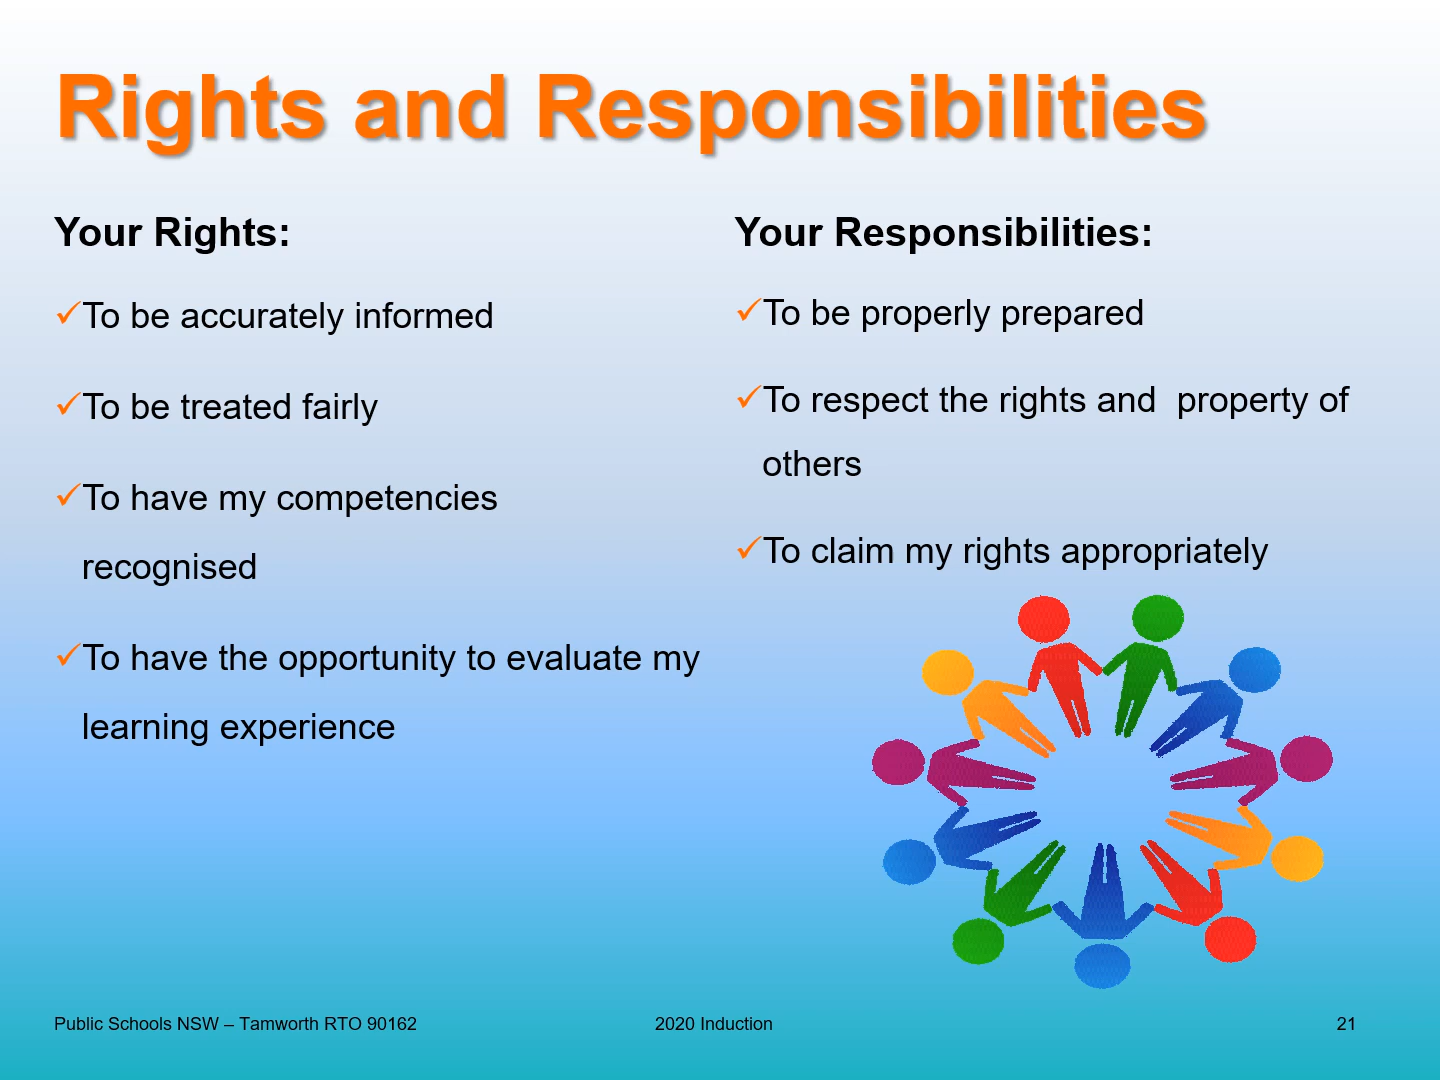 Rights and Responsibilities
Your Rights:
✓To be accurately informed
✓To be treated fairly
✓To have my competencies
recognised
✓To have the opportunity to evaluate my
learning experience
Your Responsibilities:
✓To be properly prepared
✓To respect the rights and  property of
others
✓To claim my rights appropriately
Public Schools NSW – Tamworth RTO 90162
2020 Induction
21